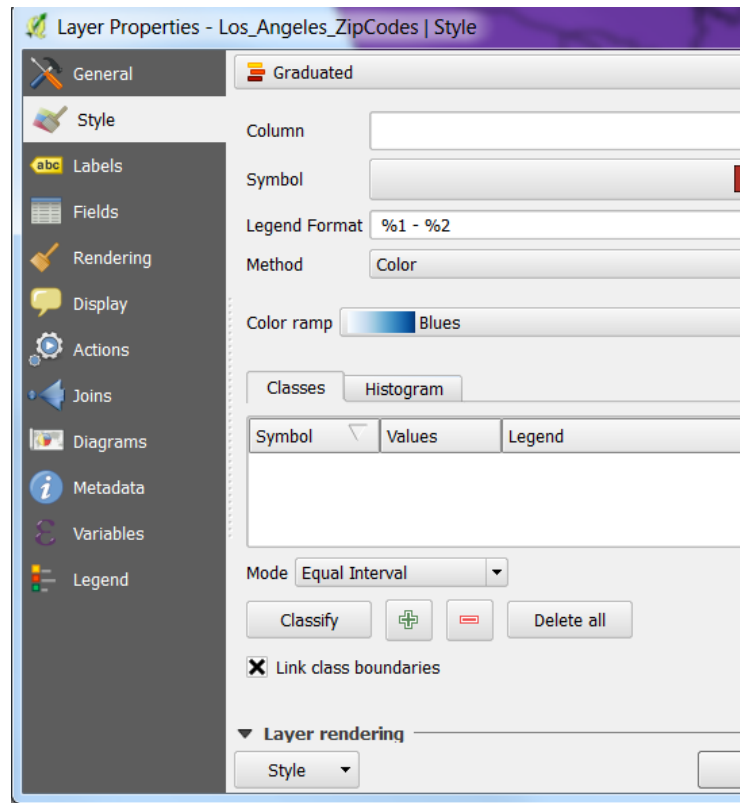 Layer Properties - Los_Angeles_ZipCodes | Style
General
Style
abc Labels
Fields
Rendering
Display
Actions
Joins
Diagrams
i Metadata
Variables
Legend
Graduated
Column
Symbol
Legend Format %1 - %2
Method Color
Color ramp Blues
Classes Histogram
Symbol Values Legend
Mode Equal Interval
Classify Delete all
Link class boundaries
Layer rendering
Style